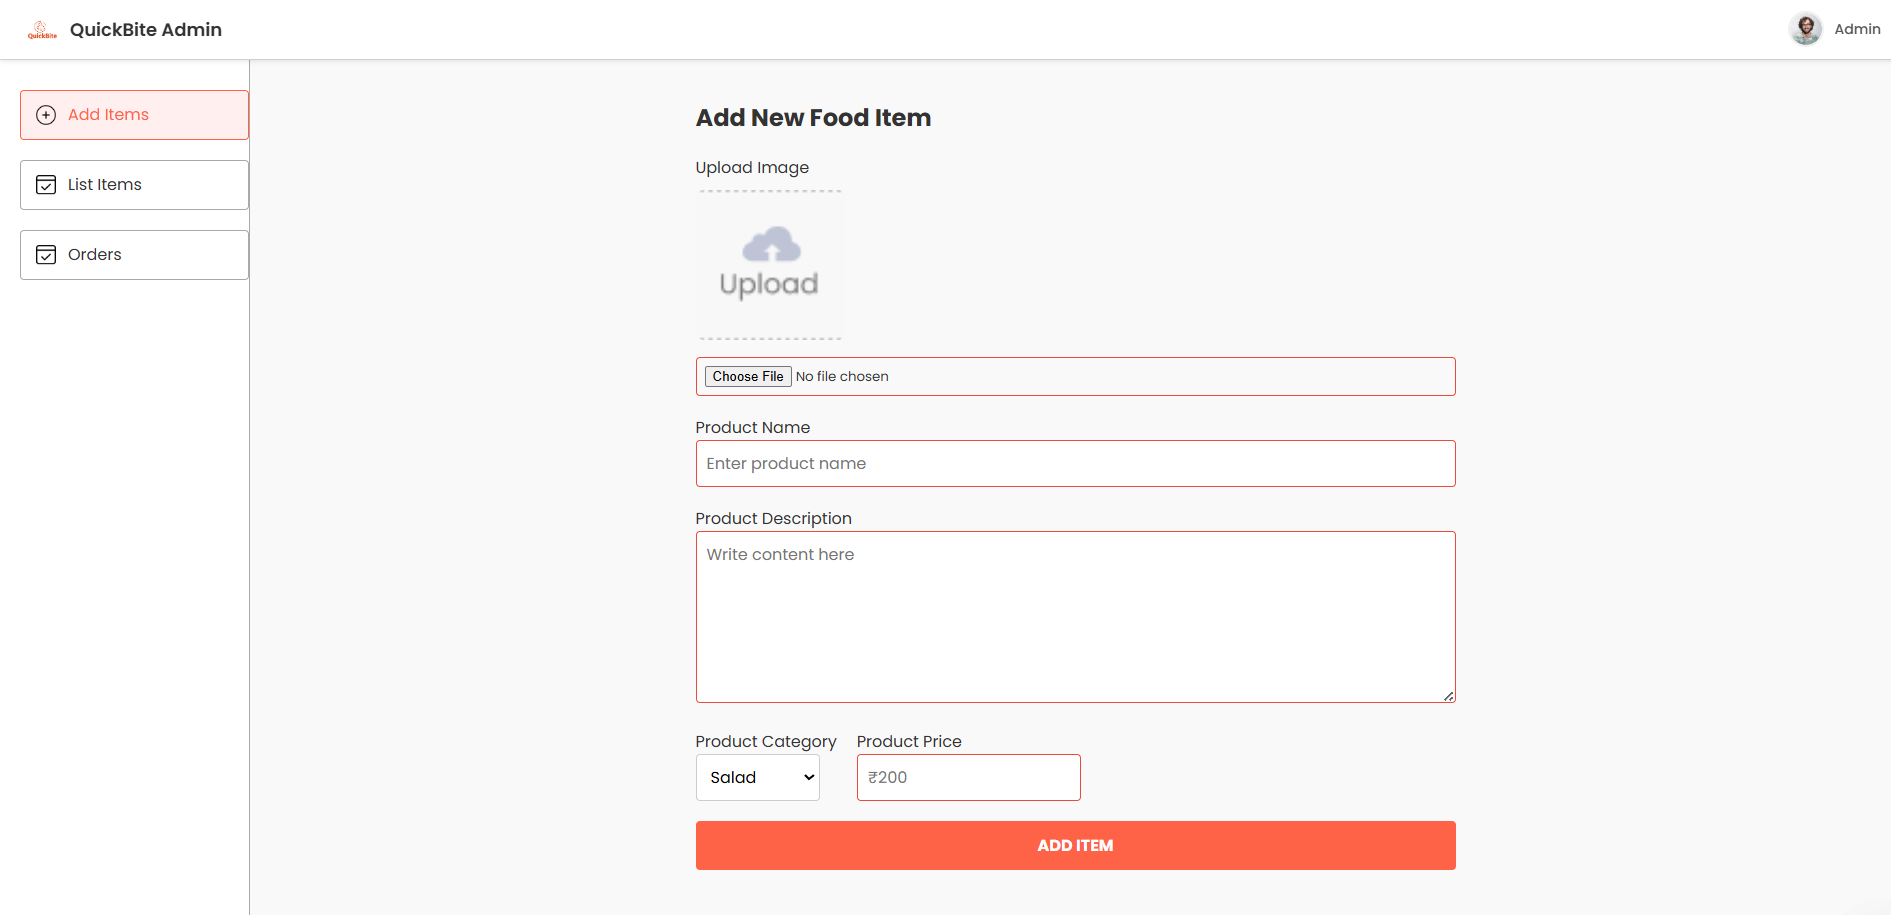 QuickBite
QuickBite Admin
Admin
Add Items
List Items
Orders
Add New Food Item
Upload Image
Upload
Choose File No file chosen
Product Name
Enter product name
Product Description
Write content here
Product Category Product Price
Salad ₹200
ADD ITEM